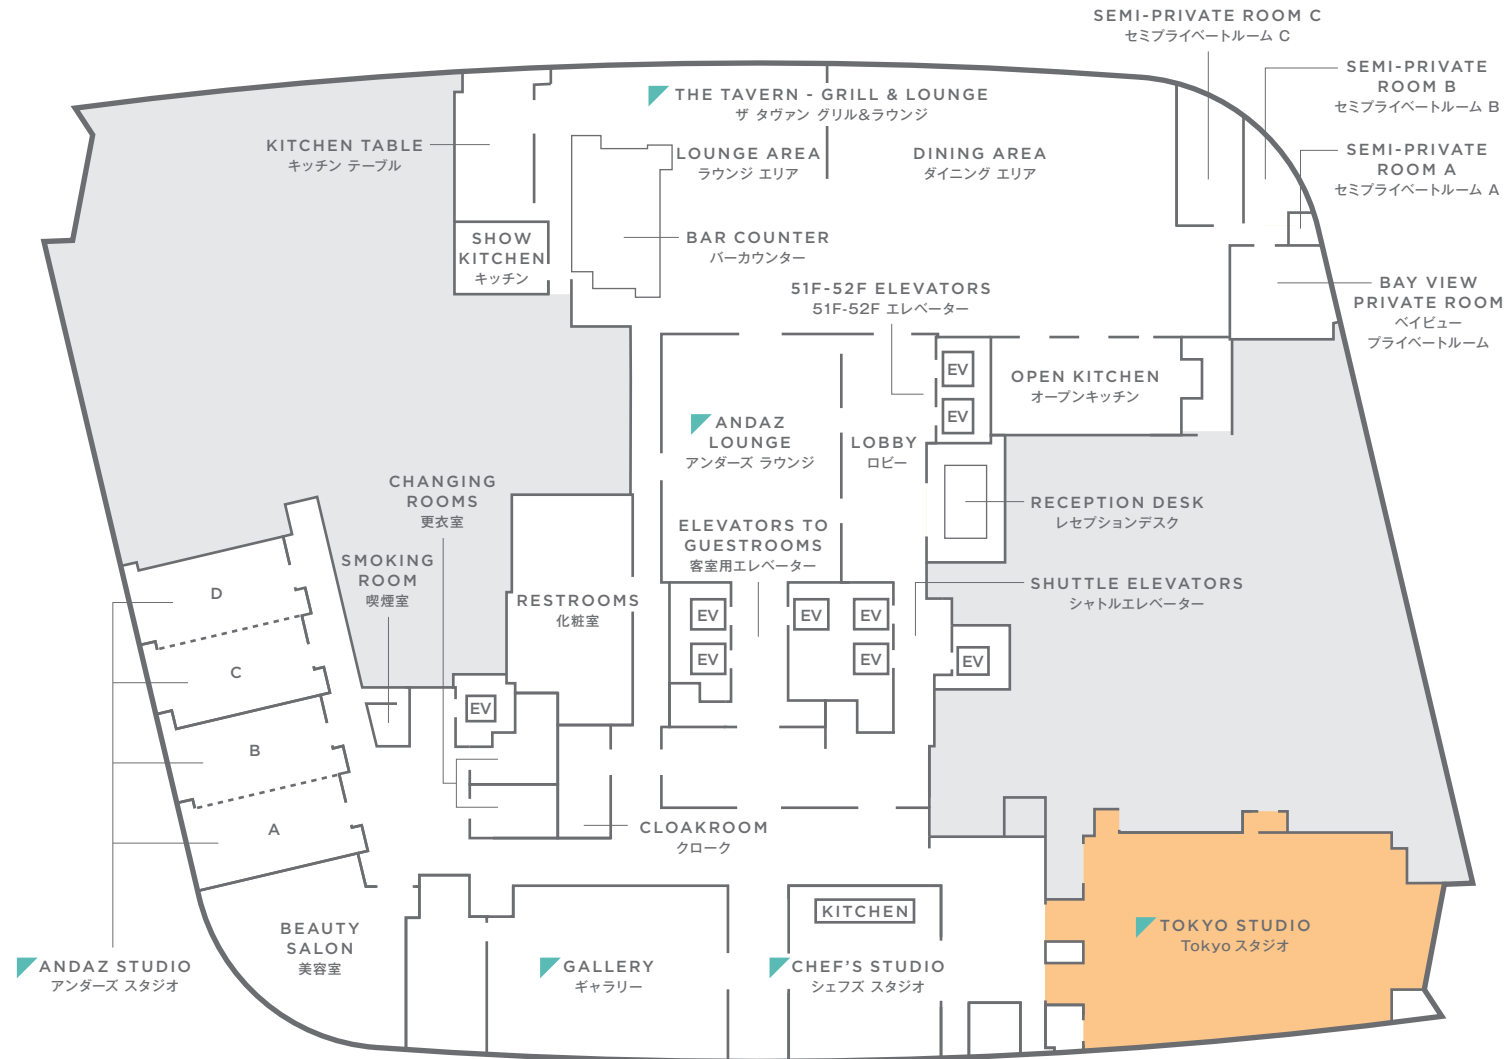 SEMI-PRIVATE ROOM C
セミプライベートルーム C
SEMI-PRIVATE
ROOM B
セミプライベートルーム B
SEMI-PRIVATE
ROOM A
セミプライベートルーム A
THE TAVERN - GRILL & LOUNGE
ザ タヴァン グリル&ラウンジ
KITCHEN TABLE
キッチン テーブル
LOUNGE AREA
ラウンジ エリア
DINING AREA
ダイニング エリア
SHOW
KITCHEN
キッチン
BAR COUNTER
バーカウンター
51F-52F ELEVATORS
51F-52F エレベーター
BAY VIEW
PRIVATE ROOM
ベイビュー
プライベートルーム
EV
EV
OPEN KITCHEN
オープンキッチン
ANDAZ
LOUNGE
アンダーズ ラウンジ
LOBBY
ロビー
CHANGING
ROOMS
更衣室
RECEPTION DESK
レセプションデスク
ELEVATORS TO
GUESTROOMS
客室用エレベーター
SMOKING
ROOM
喫煙室
RESTROOMS
化粧室
SHUTTLE ELEVATORS
シャトルエレベーター
D
EV
EV
EV
EV
EV
EV
C
EV
B
A
CLOAKROOM
クローク
KITCHEN
BEAUTY
SALON
美容室
TOKYO STUDIO
Tokyo スタジオ
ANDAZ STUDIO
アンダーズ スタジオ
GALLERY
ギャラリー
CHEF'S STUDIO
シェフズ スタジオ